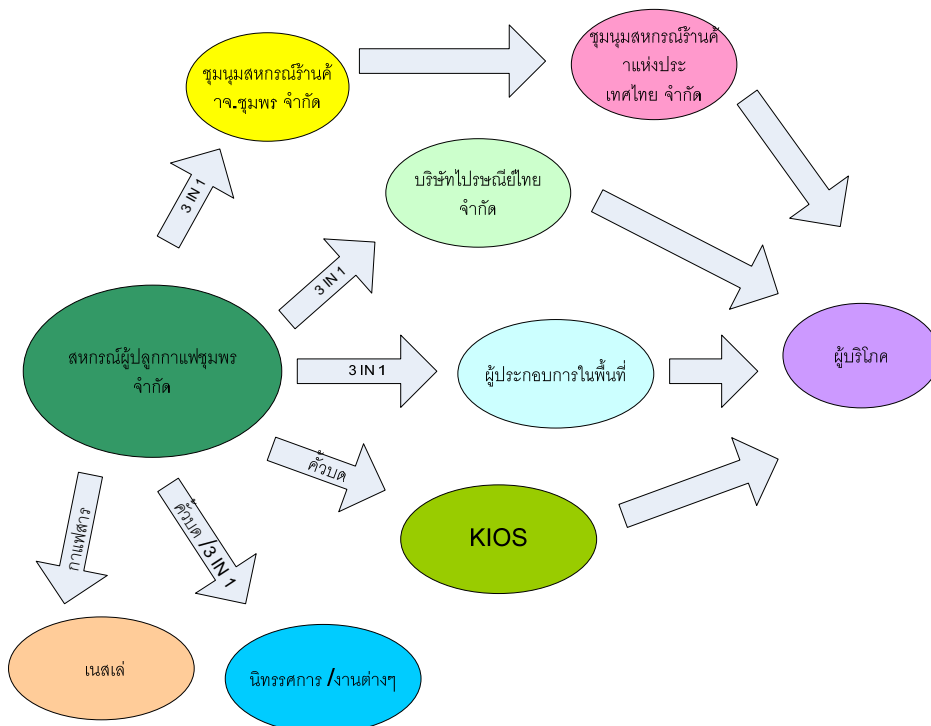 ชุมนุมสหกรณ์ร้านค้
าจ.ชุมพร จำกัด
ชุมนุมสหกรณ์ร้านค้
าแห่งประ
เทศไทย จำกัด
3 IN 1
บริษัทไปรษณีย์ไทย
จำกัด
3 IN 1
สหกรณ์ผู้ปลูกกาแฟชุมพร
จำกัด
3 IN 1
ผู้ประกอบการในพื้นที่
ผู้บริโภค
คั่วบด
KIOS
กาแฟสาร
คั่วบด /3 IN 1
เนสเล่
นิทรรศการ /งานต่างๆ